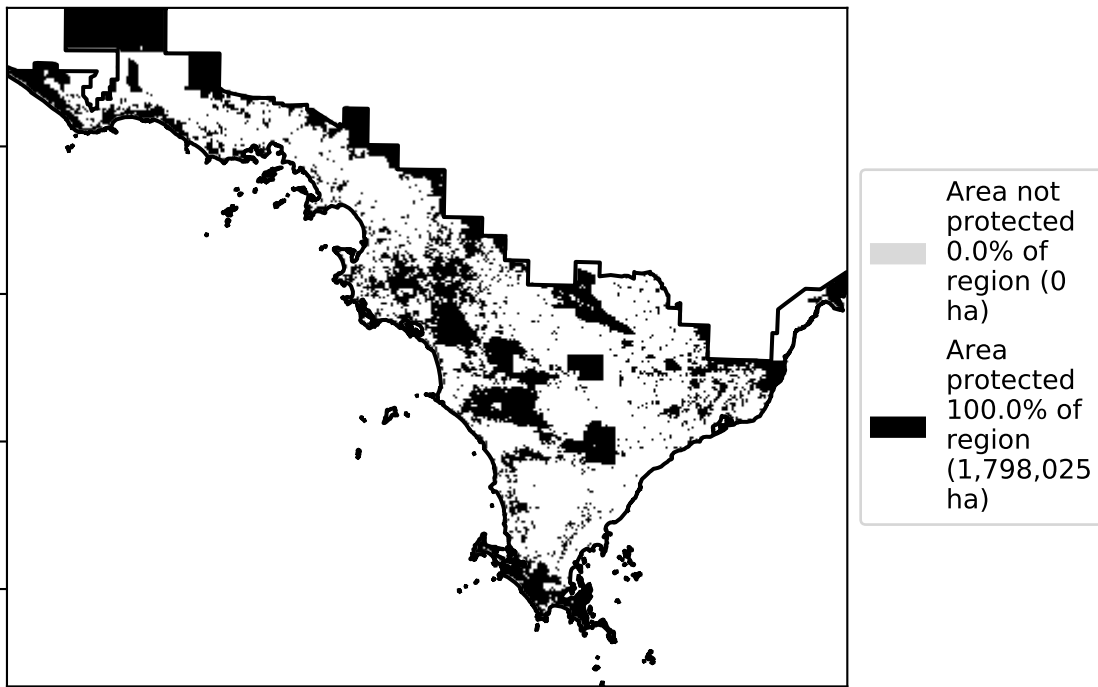 Area not
protected
0.0% of
region (0
ha)
Area
protected
100.0% of
region
(1,798,025
ha)